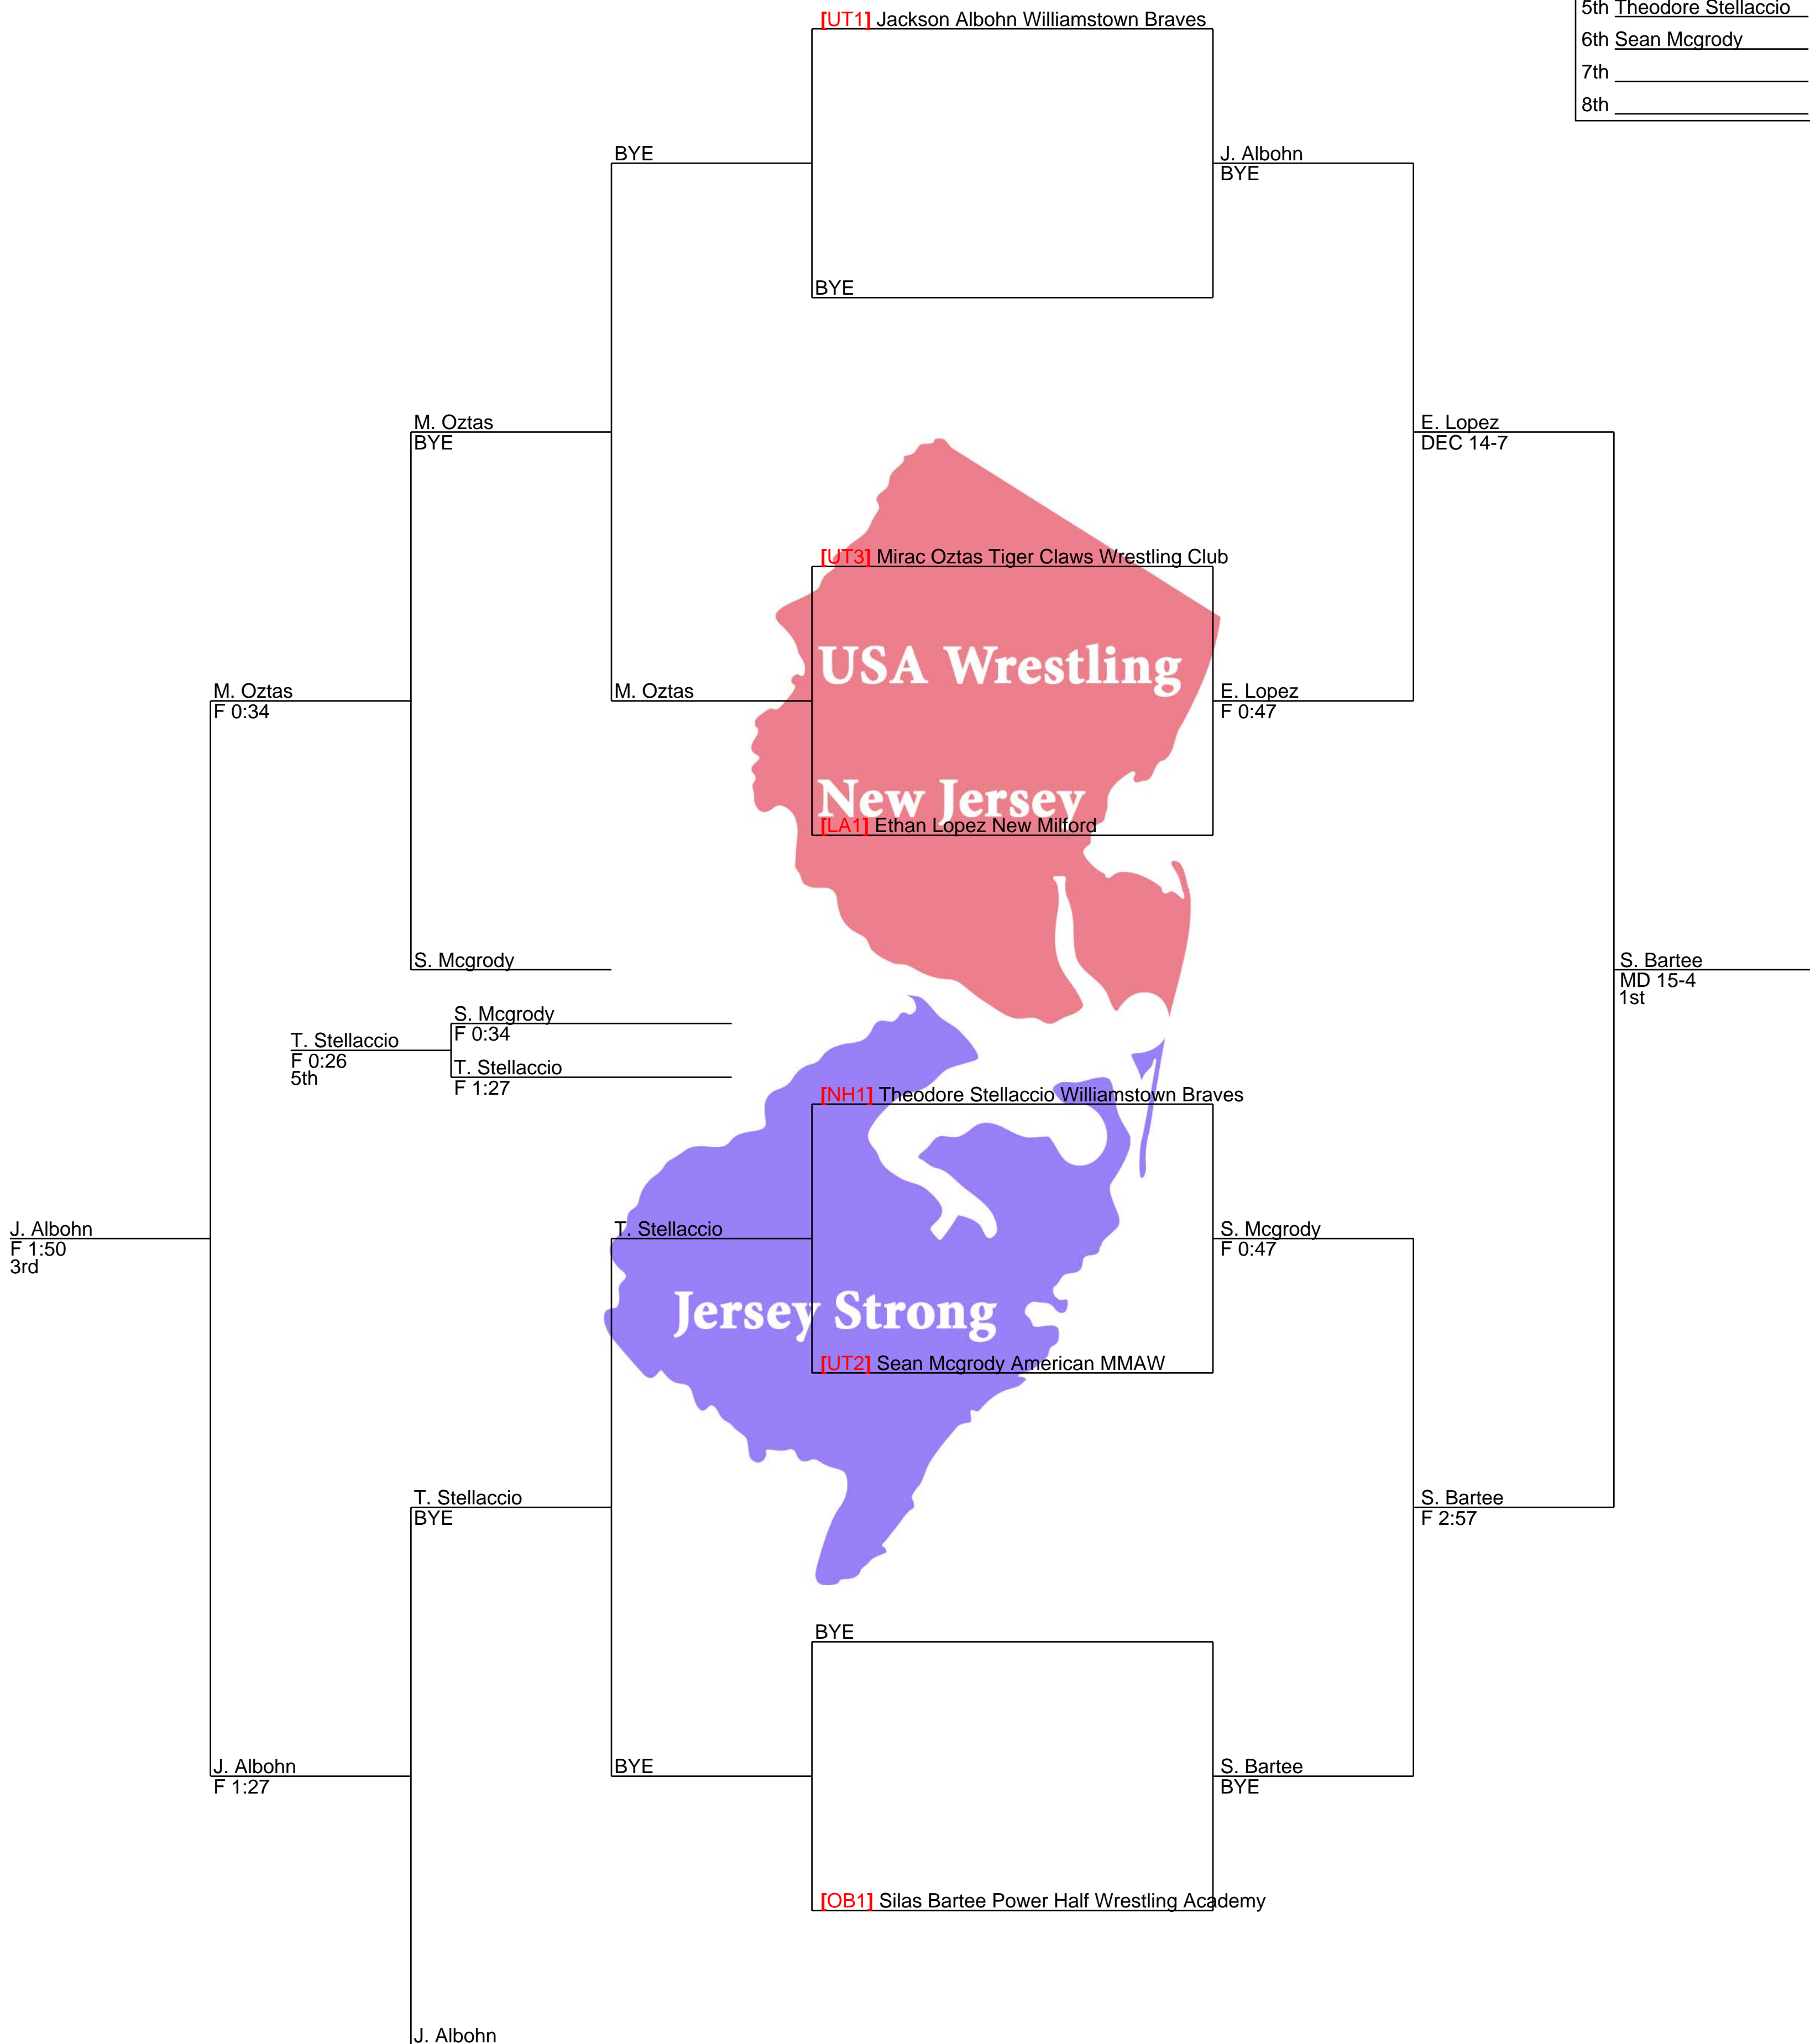 5th Theodore Stellaccio
[UT1] Jackson Albohn Williamstown Braves
6th Sean Mcgrody
7th
8th
BYE
J. Albohn
BYE
BYE
M. Oztas
BYE
E. Lopez
DEC 14-7
[UT3] Mirac Oztas Tiger Claws Wrestling Club
USA Wrestling
M. Oztas
F 0:34
M. Oztas
E. Lopez
F 0:47
New Jersey
[LA1] Ethan Lopez New Milford
S. Mcgrody
S. Bartee
MD 15-4
1st
S. Mcgrody
F 0:34
T. Stellaccio
F 0:26
5th
T. Stellaccio
F 1:27
[NH1] Theodore Stellaccio Williamstown Braves
J. Albohn
F 1:50
3rd
T. Stellaccio
S. Mcgrody
F 0:47
Jersey Strong
[UT2] Sean Mcgrody American MMAW
T. Stellaccio
BYE
S. Bartee
F 2:57
BYE
J. Albohn
F 1:27
BYE
S. Bartee
BYE
[OB1] Silas Bartee Power Half Wrestling Academy
J. Albohn